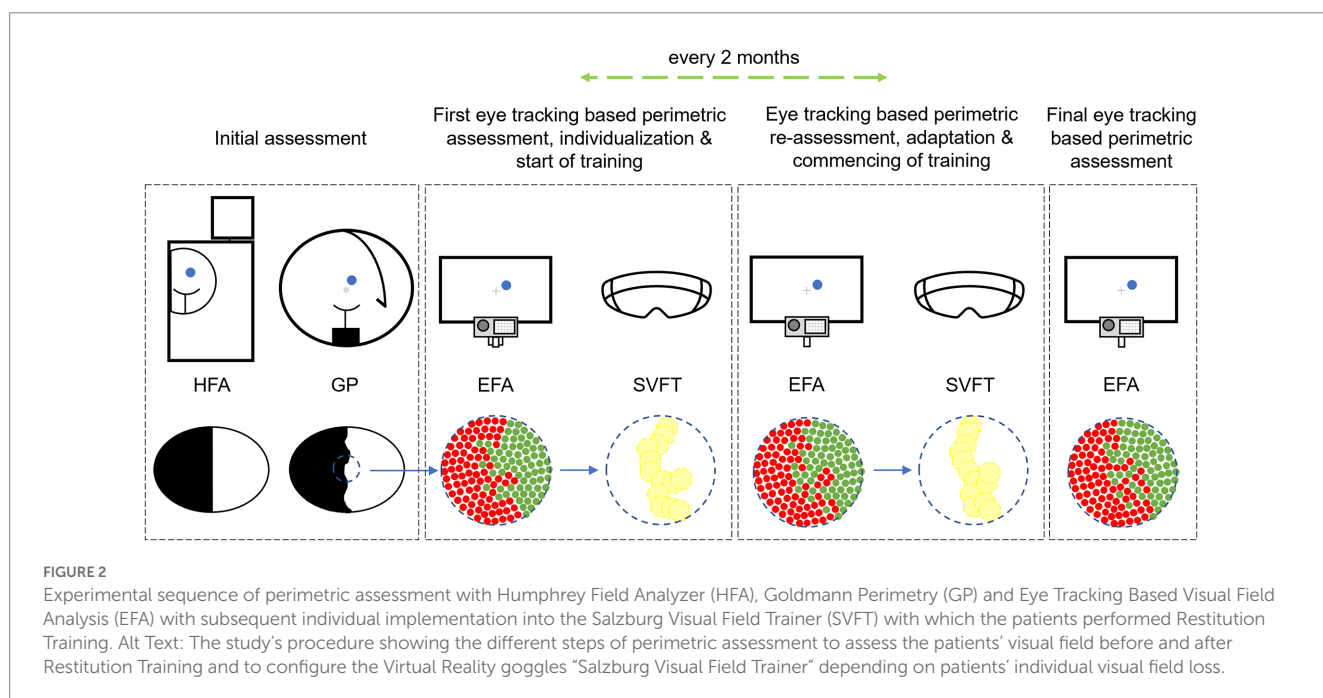 every 2 months
Initial assessment
First eye tracking based perimetric
assessment, individualization &
start of training
Eye tracking based perimetric
re-assessment, adaptation &
commencing of training
Final eye tracking
based perimetric
assessment
HFA
GP
EFA
SVFT
EFA
SVFT
EFA
FIGURE 2
Experimental sequence of perimetric assessment with Humphrey Field Analyzer (HFA), Goldmann Perimetry (GP) and Eye Tracking Based Visual Field
Analysis (EFA) with subsequent individual implementation into the Salzburg Visual Field Trainer (SVFT) with which the patients performed Restitution
Training. Alt Text: The study's procedure showing the different steps of perimetric assessment to assess the patients' visual field before and after
Restitution Training and to configure the Virtual Reality goggles "Salzburg Visual Field Trainer" depending on patients' individual visual field loss.